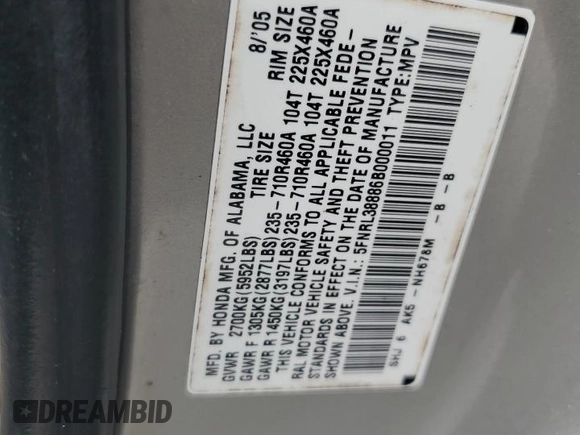 MFD. BY HONDA MFG. OF ALABAMA, LLC 8/'05
GVWR 2700KG(5952LBS) TIRE SIZE RIM SIZE
GAWR F 1305KG(2877LBS)235-710R460A 104T 225X460A
GAWR R 1450KG(3197LBS)235-710R460A 104T 225X460A
THIS VEHICLE CONFORMS TO ALL APPLICABLE FEDE-
RAL MOTOR VEHICLE SAFETY AND THEFT PREVENTION
STANDARDS IN EFFECT ON THE DATE OF MANUFACTURE
SHOWN ABOVE. V.I.N.: 5FNRL38886B000011 TYPE:MPV
SHJ 6 AK5 -NH678M -B -B
DREAMBID